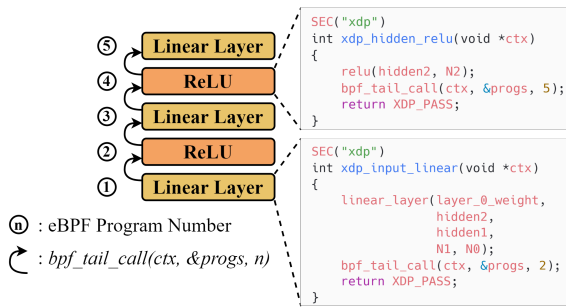 ⑤ Linear Layer
④ ReLU
③ Linear Layer
② ReLU
① Linear Layer
ⓝ : eBPF Program Number
: bpf_tail_call(ctx, &progs, n)
SEC("xdp")
int xdp_hidden_relu(void *ctx)
{
    relu(hidden2, N2);
    bpf_tail_call(ctx, &progs, 5);
    return XDP_PASS;
}
SEC("xdp")
int xdp_input_linear(void *ctx)
{
    linear_layer(layer_0_weight,
                 hidden2,
                 hidden1,
                 N1, N0);
    bpf_tail_call(ctx, &progs, 2);
    return XDP_PASS;
}